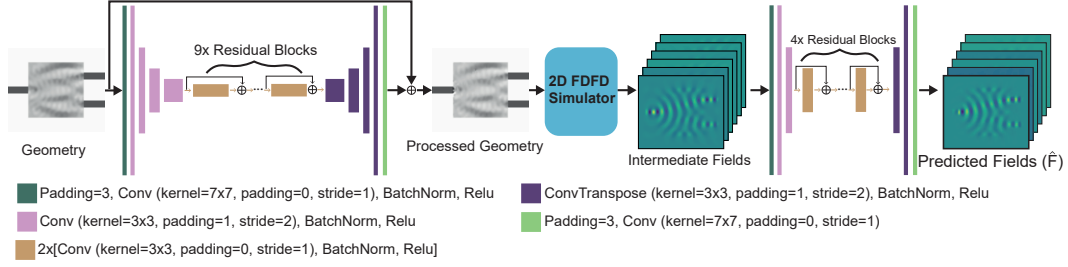 9x Residual Blocks
4x Residual Blocks
2D FDFD
Simulator
Geometry
Processed Geometry
Intermediate Fields
Predicted Fields (F̂)
Padding=3, Conv (kernel=7x7, padding=0, stride=1), BatchNorm, Relu
ConvTranspose (kernel=3x3, padding=1, stride=2), BatchNorm, Relu
Conv (kernel=3x3, padding=1, stride=2), BatchNorm, Relu
Padding=3, Conv (kernel=7x7, padding=0, stride=1)
2x[Conv (kernel=3x3, padding=0, stride=1), BatchNorm, Relu]